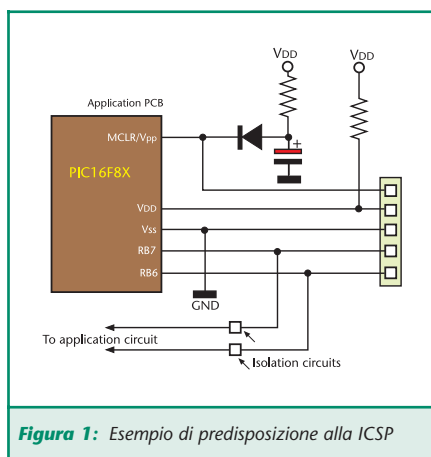 VDD
VDD
Application PCB
MCLR/Vpp
+
PIC16F8X
VDD
Vss
RB7
RB6
GND
To application circuit
Isolation circuits
Figura 1: Esempio di predisposizione alla ICSP